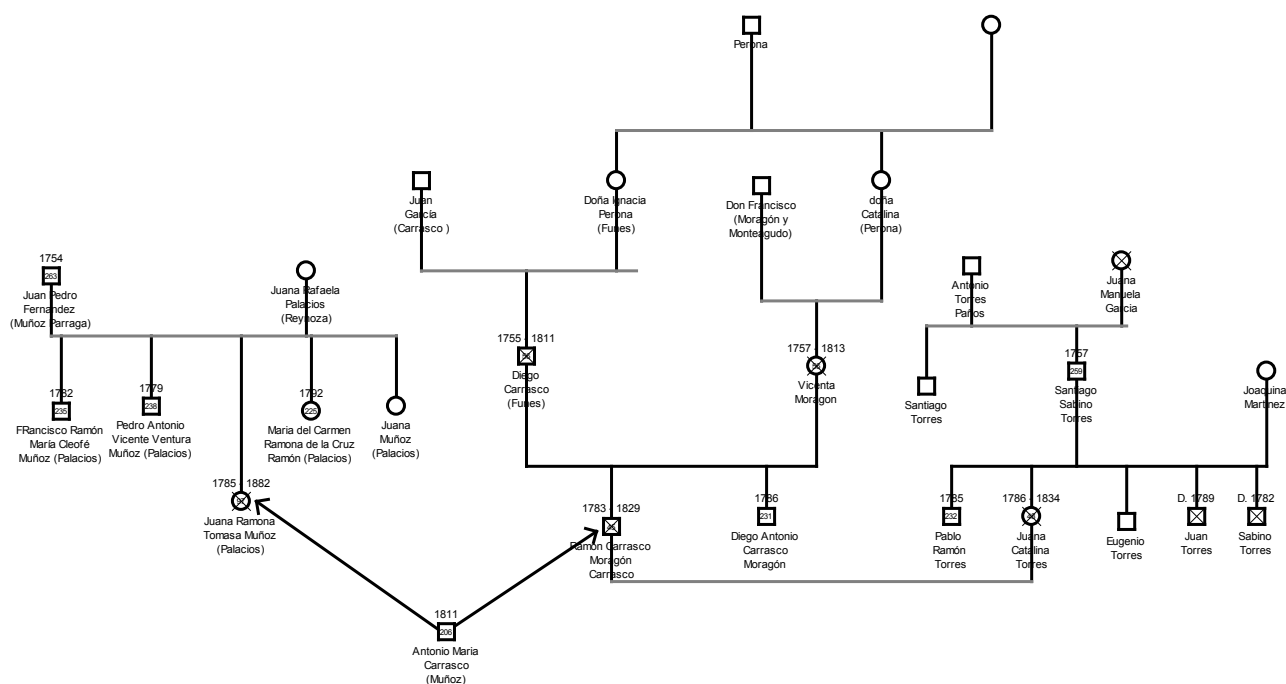 Perona
Juan
García
(Carrasco )
Doña Ignacia
Perona
(Funes)
Don Francisco
(Moragón y
Monteagudo)
doña
Catalina
(Perona)
1754
263
Juan Pedro
Fernandez
(Muñoz Parraga)
Juana Rafaela
Palacios
(Reynoza)
Antonio
Torres
Paños
Juana
Manuela
García
1755 - 1811
56
Diego
Carrasco
(Funes)
1757 - 1813
56
Vicenta
Moragon
1757
259
Santiago
Sabino
Torres
Santiago
Torres
Joaquina
Martinez
1782
235
FRancisco Ramón
María Cleofé
Muñoz (Palacios)
1779
238
Pedro Antonio
Vicente Ventura
Muñoz (Palacios)
1792
225
Maria del Carmen
Ramona de la Cruz
Ramón (Palacios)
Juana
Muñoz
(Palacios)
1785 - 1882
97
Juana Ramona
Tomasa Muñoz
(Palacios)
1783 - 1829
46
Ramón Carrasco
Moragón
Carrasco
1786
231
Diego Antonio
Carrasco
Moragón
1785
232
Pablo
Ramón
Torres
1786 - 1834
48
Juana
Catalina
Torres
Eugenio
Torres
D. 1789
Juan
Torres
D. 1782
Sabino
Torres
1811
206
Antonio Maria
Carrasco
(Muñoz)